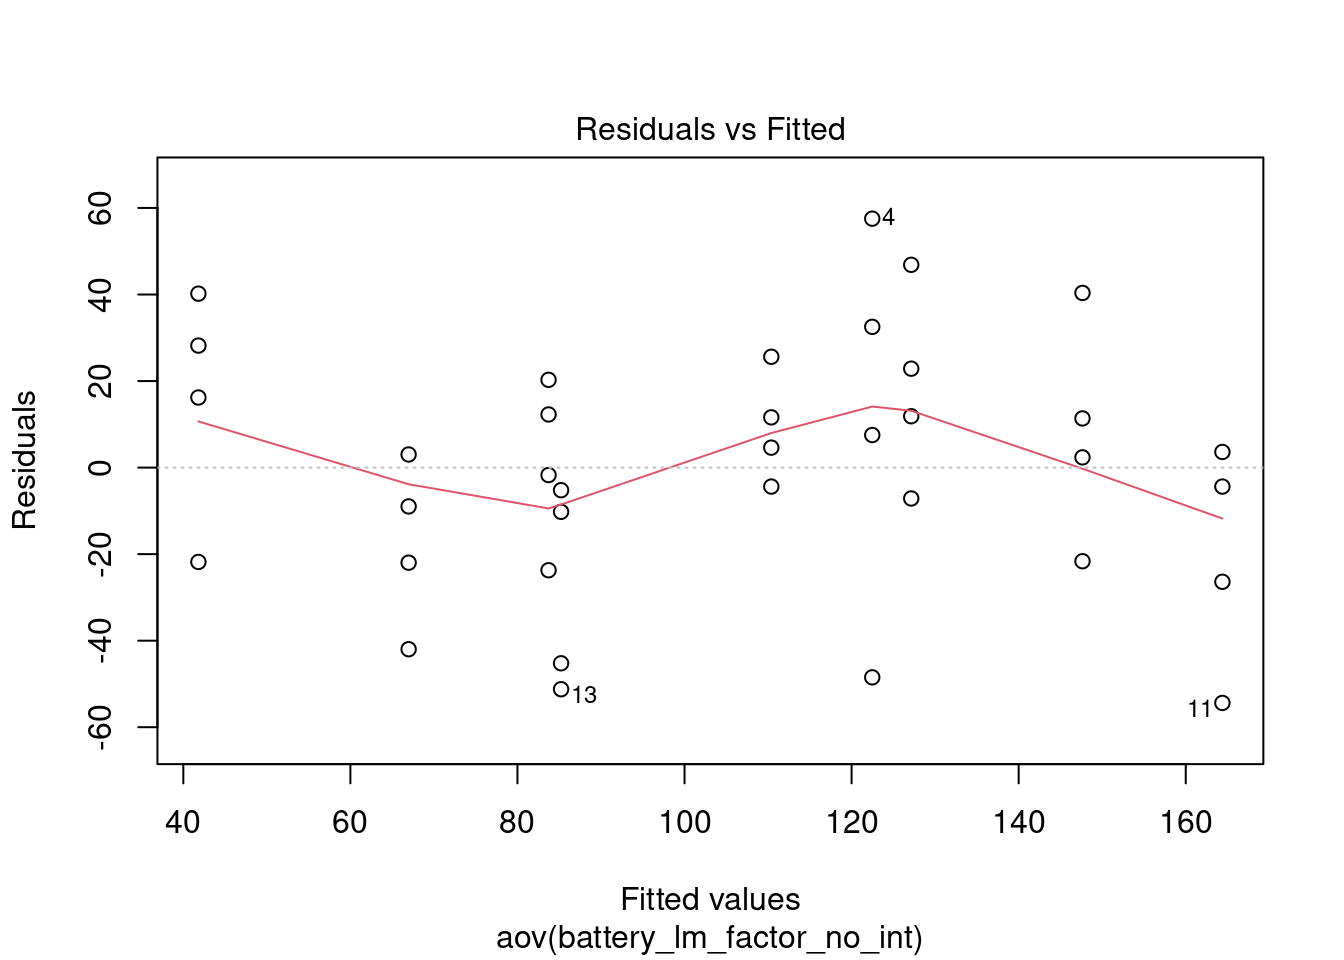 Residuals vs Fitted
Residuals
60
40
20
0
-20
-40
-60
4
13
11
40 60 80 100 120 140 160
Fitted values
aov(battery_lm_factor_no_int)